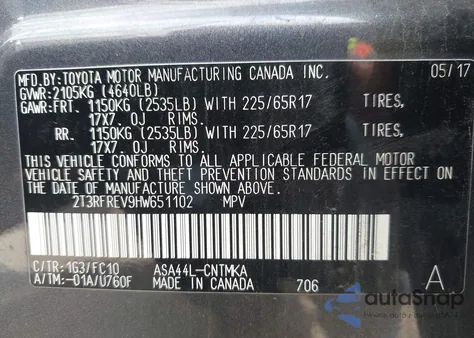 MFD.BY:TOYOTA MOTOR MANUFACTURING CANADA INC. 05/17
GVWR:2105KG (4640LB)
GAWR:FRT. 1150KG (2535LB) WITH 225/65R17 TIRES,
17X7. 0J RIMS.
RR. 1150KG (2535LB) WITH 225/65R17 TIRES,
17X7. 0J RIMS.
THIS VEHICLE CONFORMS TO ALL APPLICABLE FEDERAL MOTOR
VEHICLE SAFETY AND THEFT PREVENTION STANDARDS IN EFFECT ON THE
DATE OF MANUFACTURE SHOWN ABOVE.
2T3RFREV9HW651102 MPV
C/TR:1G3/FC10 ASA44L-CNTMKA A
A/TM:-01A/U760F MADE IN CANADA 706
autoSnap